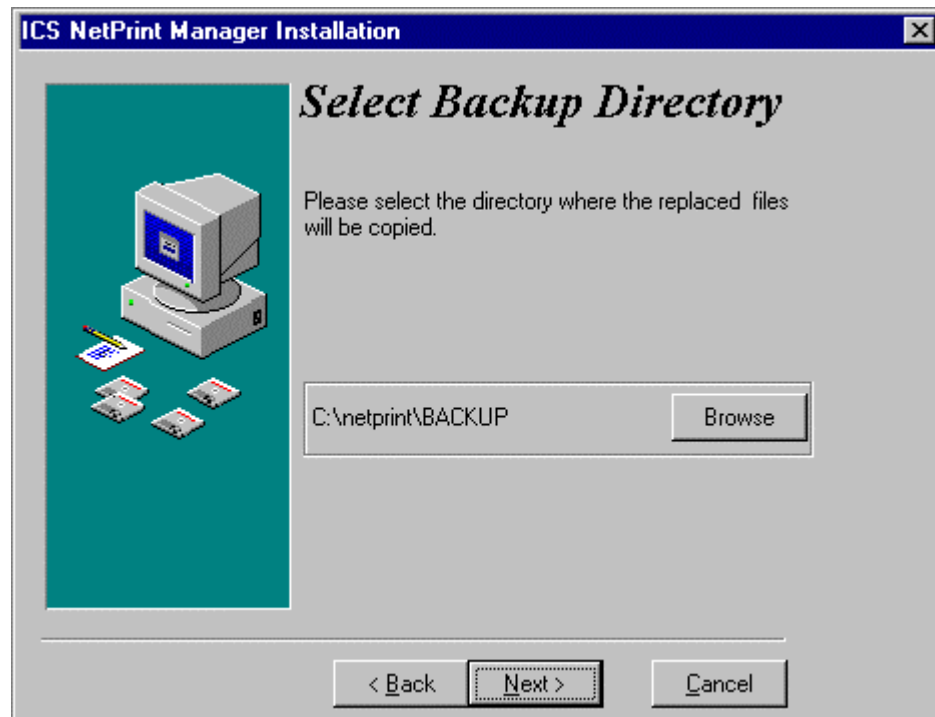 ICS NetPrint Manager Installation
Select Backup Directory
Please select the directory where the replaced  files
will be copied.
C:\netprint\BACKUP
Browse
< Back
Next >
Cancel